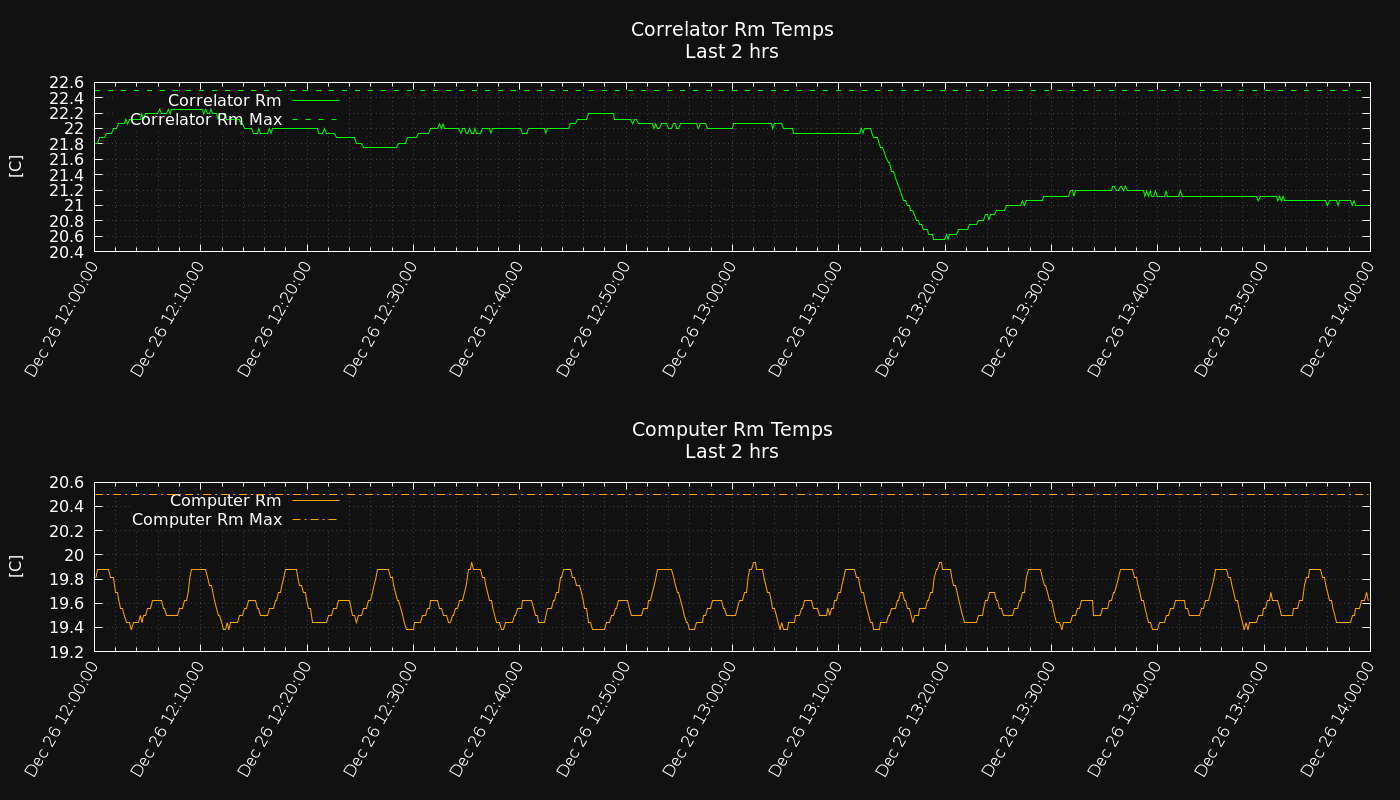 Correlator Rm Temps
Last 2 hrs
22.6
22.4
22.2
22
21.8
21.6
21.4
21.2
21
20.8
20.6
20.4
[C]
Correlator Rm
Correlator Rm Max
Dec 26 12:00:00
Dec 26 12:10:00
Dec 26 12:20:00
Dec 26 12:30:00
Dec 26 12:40:00
Dec 26 12:50:00
Dec 26 13:00:00
Dec 26 13:10:00
Dec 26 13:20:00
Dec 26 13:30:00
Dec 26 13:40:00
Dec 26 13:50:00
Dec 26 14:00:00
Computer Rm Temps
Last 2 hrs
20.6
20.4
20.2
20
19.8
19.6
19.4
19.2
[C]
Computer Rm
Computer Rm Max
Dec 26 12:00:00
Dec 26 12:10:00
Dec 26 12:20:00
Dec 26 12:30:00
Dec 26 12:40:00
Dec 26 12:50:00
Dec 26 13:00:00
Dec 26 13:10:00
Dec 26 13:20:00
Dec 26 13:30:00
Dec 26 13:40:00
Dec 26 13:50:00
Dec 26 14:00:00